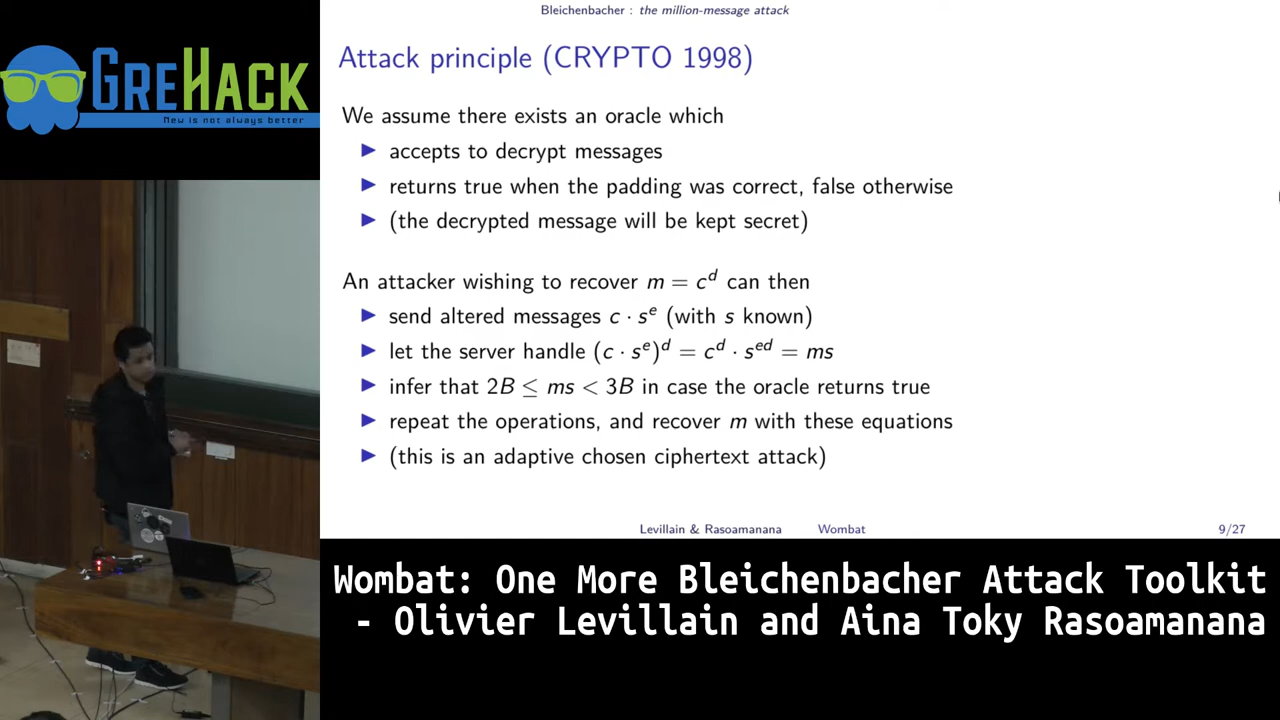 Bleichenbacher : the million-message attack
GREHACK
New is not always better
Attack principle (CRYPTO 1998)
We assume there exists an oracle which
▶ accepts to decrypt messages
▶ returns true when the padding was correct, false otherwise
▶ (the decrypted message will be kept secret)
An attacker wishing to recover m = c^d can then
▶ send altered messages c · s^e (with s known)
▶ let the server handle (c · s^e)^d = c^d · s^ed = ms
▶ infer that 2B ≤ ms < 3B in case the oracle returns true
▶ repeat the operations, and recover m with these equations
▶ (this is an adaptive chosen ciphertext attack)
Levillain & Rasoamanana Wombat 9/27
Wombat: One More Bleichenbacher Attack Toolkit
- Olivier Levillain and Aina Toky Rasoamanana